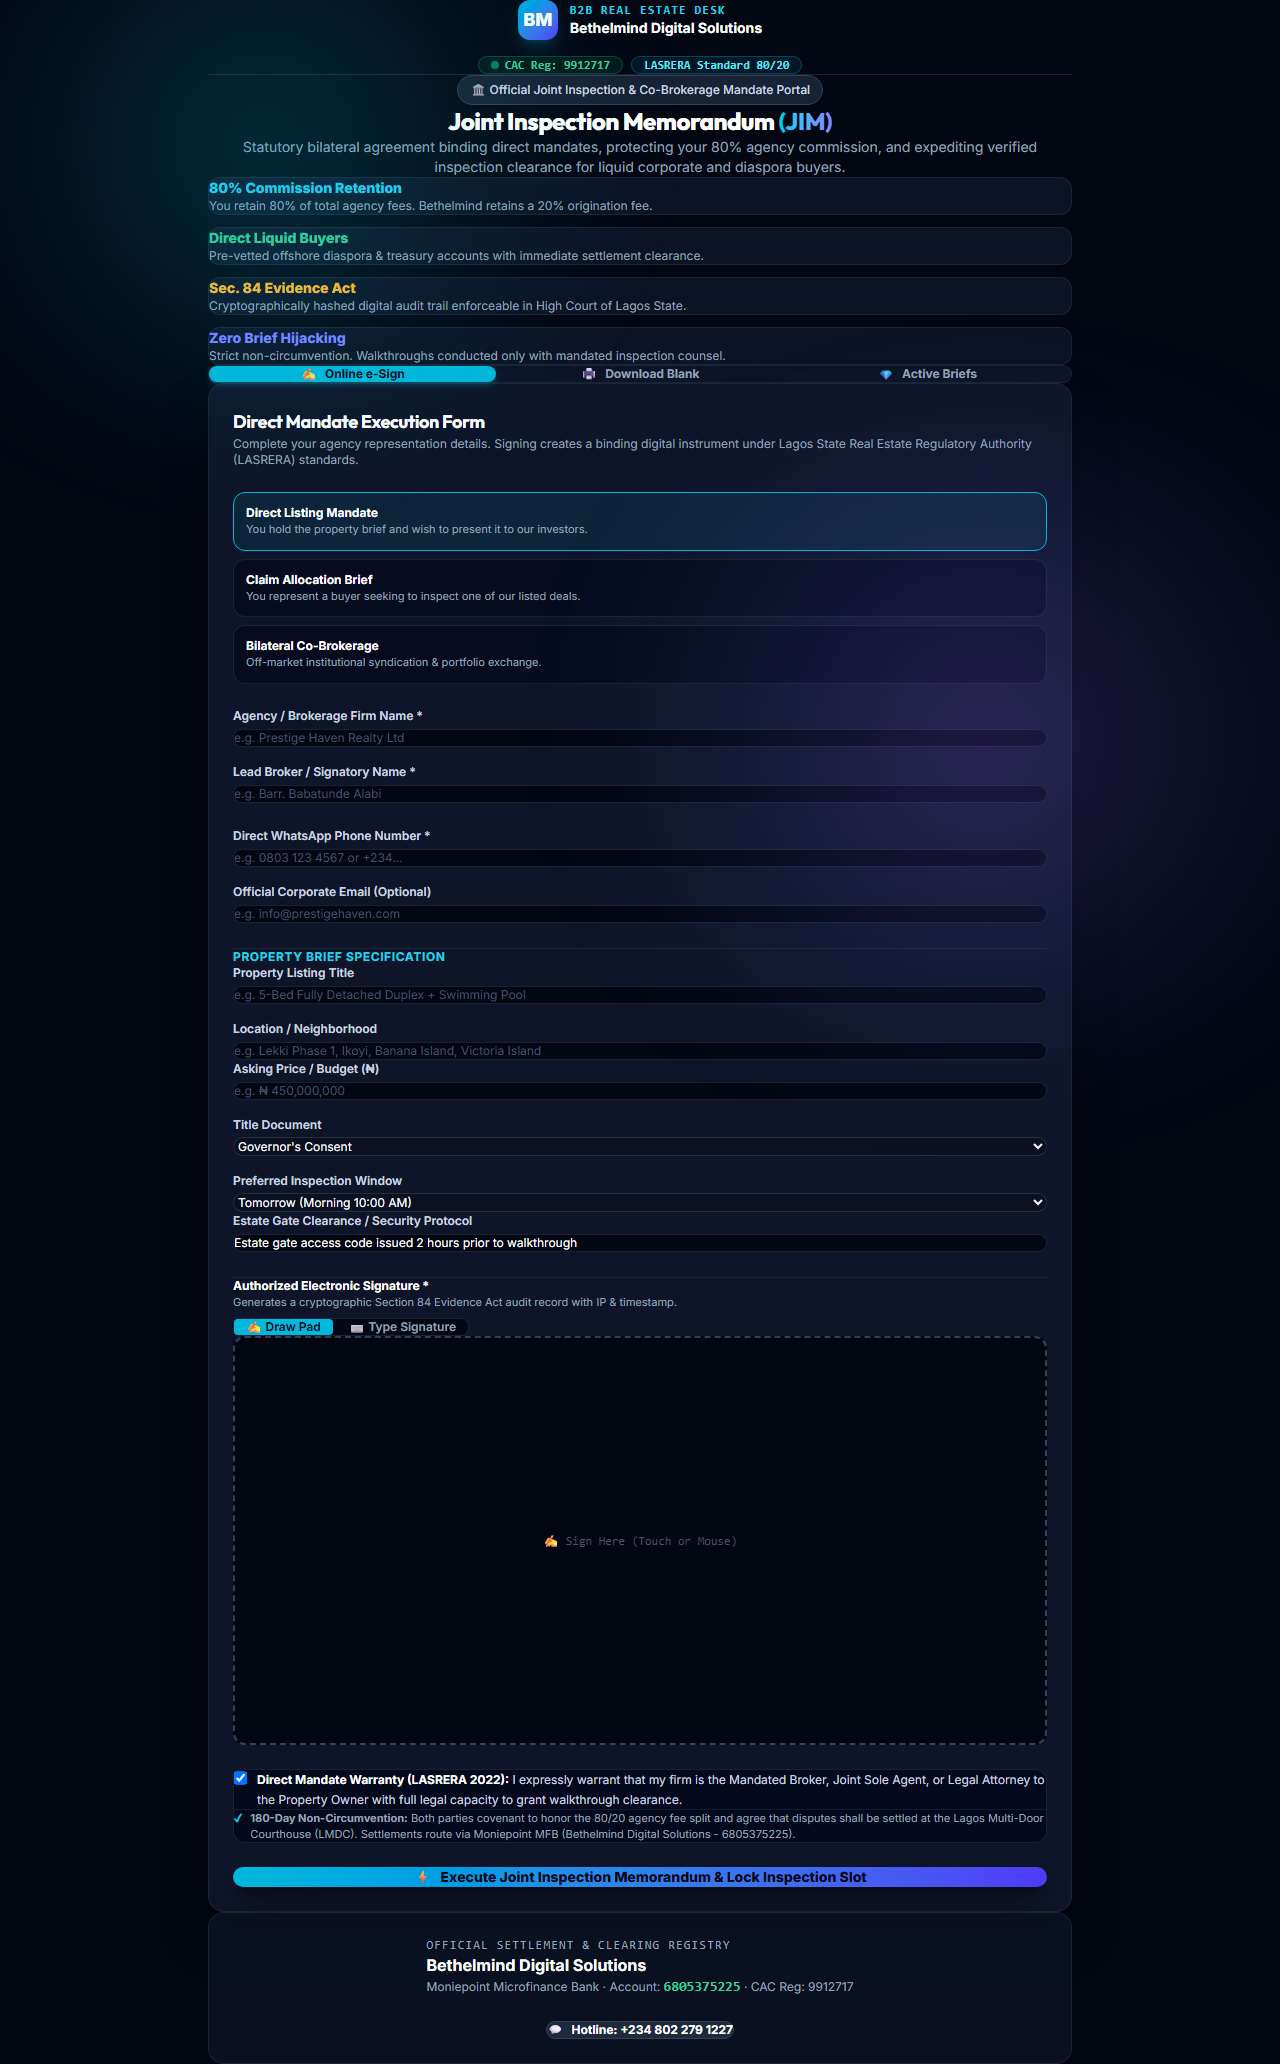 BM
B2B REAL ESTATE DESK
Bethelmind Digital Solutions
CAC Reg: 9912717
LASRERA Standard 80/20
🏛️ Official Joint Inspection & Co-Brokerage Mandate Portal
Joint Inspection Memorandum (JIM)
Statutory bilateral agreement binding direct mandates, protecting your 80% agency commission, and expediting verified
inspection clearance for liquid corporate and diaspora buyers.
80% Commission Retention
You retain 80% of total agency fees. Bethelmind retains a 20% origination fee.
Direct Liquid Buyers
Pre-vetted offshore diaspora & treasury accounts with immediate settlement clearance.
Sec. 84 Evidence Act
Cryptographically hashed digital audit trail enforceable in High Court of Lagos State.
Zero Brief Hijacking
Strict non-circumvention. Walkthroughs conducted only with mandated inspection counsel.
✍️ Online e-Sign
🖨️ Download Blank
💎 Active Briefs
Direct Mandate Execution Form
Complete your agency representation details. Signing creates a binding digital instrument under Lagos State Real Estate Regulatory Authority
(LASRERA) standards.
Direct Listing Mandate
You hold the property brief and wish to present it to our investors.
Claim Allocation Brief
You represent a buyer seeking to inspect one of our listed deals.
Bilateral Co-Brokerage
Off-market institutional syndication & portfolio exchange.
Agency / Brokerage Firm Name *
e.g. Prestige Haven Realty Ltd
Lead Broker / Signatory Name *
e.g. Barr. Babatunde Alabi
Direct WhatsApp Phone Number *
e.g. 0803 123 4567 or +234...
Official Corporate Email (Optional)
e.g. info@prestigehaven.com
PROPERTY BRIEF SPECIFICATION
Property Listing Title
e.g. 5-Bed Fully Detached Duplex + Swimming Pool
Location / Neighborhood
e.g. Lekki Phase 1, Ikoyi, Banana Island, Victoria Island
Asking Price / Budget (₦)
e.g. ₦ 450,000,000
Title Document
Governor's Consent
Preferred Inspection Window
Tomorrow (Morning 10:00 AM)
Estate Gate Clearance / Security Protocol
Estate gate access code issued 2 hours prior to walkthrough
Authorized Electronic Signature *
Generates a cryptographic Section 84 Evidence Act audit record with IP & timestamp.
✍️ Draw Pad
⌨️ Type Signature
✍️ Sign Here (Touch or Mouse)
Direct Mandate Warranty (LASRERA 2022): I expressly warrant that my firm is the Mandated Broker, Joint Sole Agent, or Legal Attorney to
the Property Owner with full legal capacity to grant walkthrough clearance.
✓ 180-Day Non-Circumvention: Both parties covenant to honor the 80/20 agency fee split and agree that disputes shall be settled at the Lagos Multi-Door
Courthouse (LMDC). Settlements route via Moniepoint MFB (Bethelmind Digital Solutions - 6805375225).
⚡ Execute Joint Inspection Memorandum & Lock Inspection Slot
OFFICIAL SETTLEMENT & CLEARING REGISTRY
Bethelmind Digital Solutions
Moniepoint Microfinance Bank · Account: 6805375225 · CAC Reg: 9912717
💬 Hotline: +234 802 279 1227